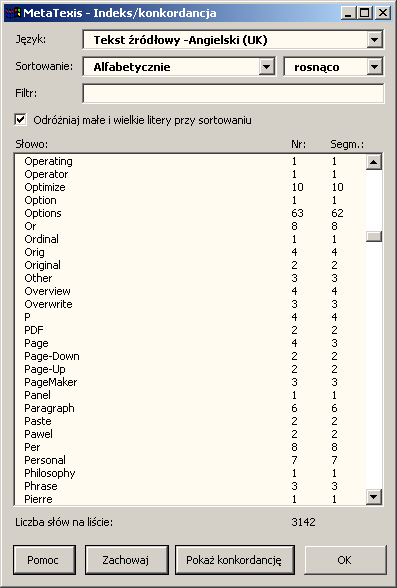 MetaTexis - Indeks/konkordancja
Język: Tekst źródłowy -Angielski (UK)
Sortowanie: Alfabetycznie rosnąco
Filtr:
Odróżniaj małe i wielkie litery przy sortowaniu
Słowo: Nr: Segm.:
Operating 1 1
Operator 1 1
Optimize 10 10
Option 1 1
Options 63 62
Or 8 8
Ordinal 1 1
Orig 4 4
Original 2 2
Other 3 3
Overview 4 4
Overwrite 3 3
P 4 4
PDF 2 2
Page 4 3
Page-Down 2 2
Page-Up 2 2
PageMaker 3 3
Panel 1 1
Paragraph 6 6
Paste 2 2
Pawel 2 2
Per 8 8
Personal 7 7
Philosophy 1 1
Phrase 3 3
Pierre 1 1
Liczba słów na liście: 3142
Pomoc Zachowaj Pokaż konkordancję OK